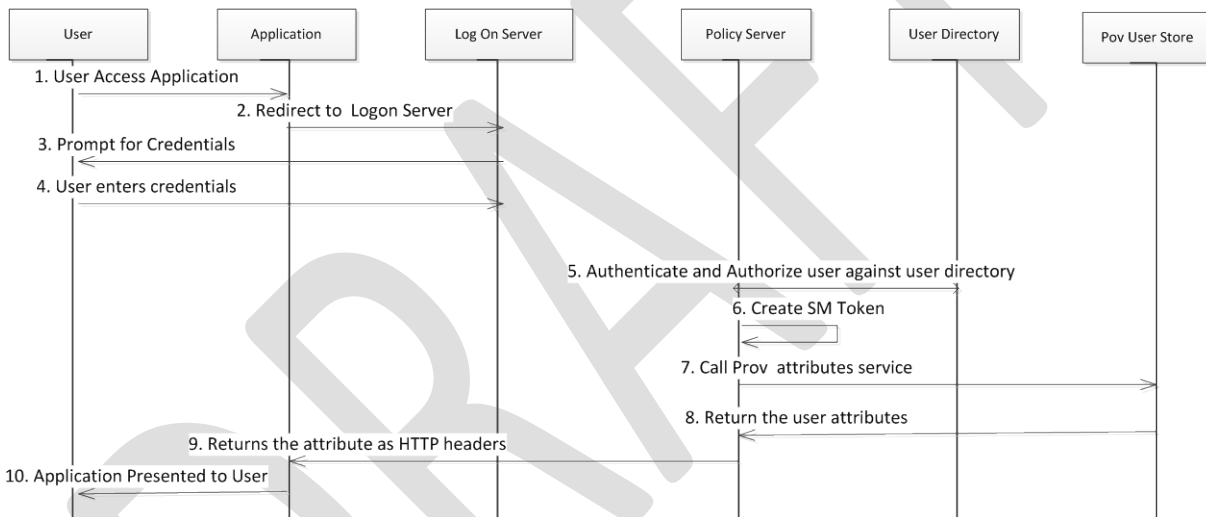 User
Application
Log On Server
Policy Server
User Directory
Pov User Store
1. User Access Application
2. Redirect to Logon Server
3. Prompt for Credentials
4. User enters credentials
5. Authenticate and Authorize user against user directory
6. Create SM Token
7. Call Prov attributes service
8. Return the user attributes
9. Returns the attribute as HTTP headers
10. Application Presented to User
DRAFT